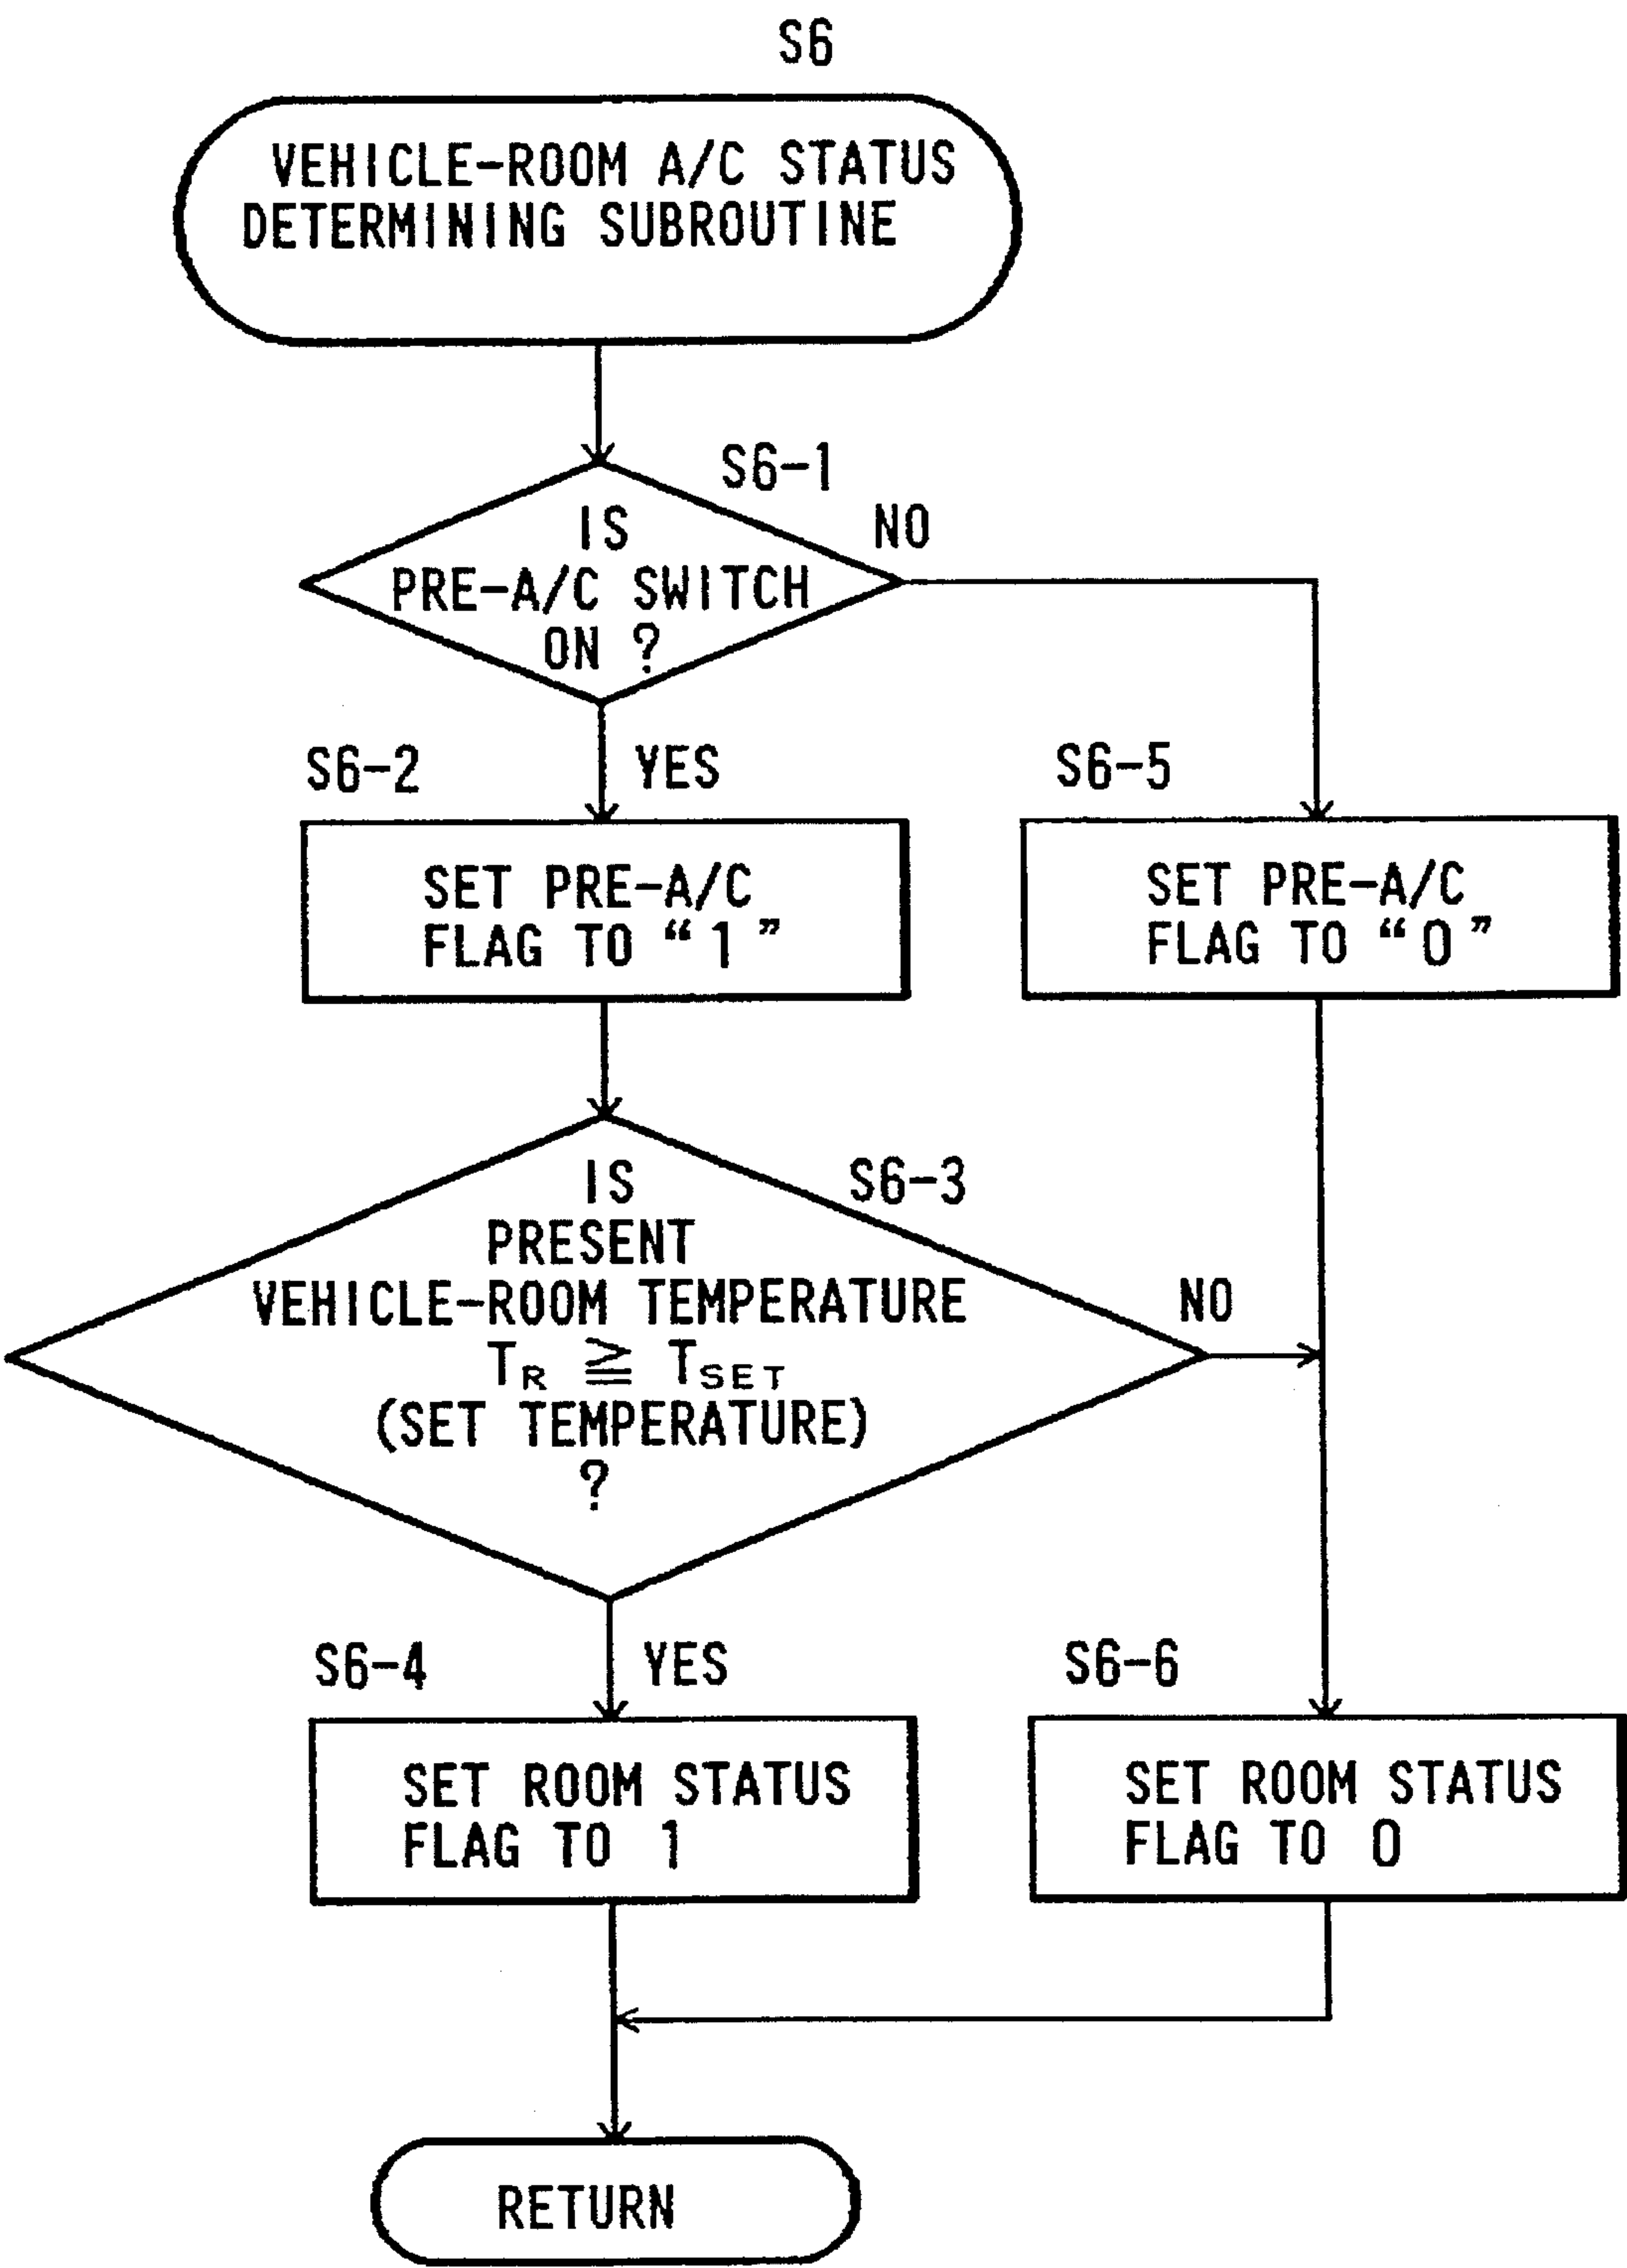 S6
VEHICLE-ROOM A/C STATUS
DETERMINING SUBROUTINE
S6-1
IS
PRE-A/C SWITCH
ON ?
NO
S6-2
YES
S6-5
SET PRE-A/C
FLAG TO “1”
SET PRE-A/C
FLAG TO “0”
IS
PRESENT
VEHICLE-ROOM TEMPERATURE
TR ≧ TSET
(SET TEMPERATURE)
?
S6-3
NO
S6-4
YES
S6-6
SET ROOM STATUS
FLAG TO 1
SET ROOM STATUS
FLAG TO 0
RETURN